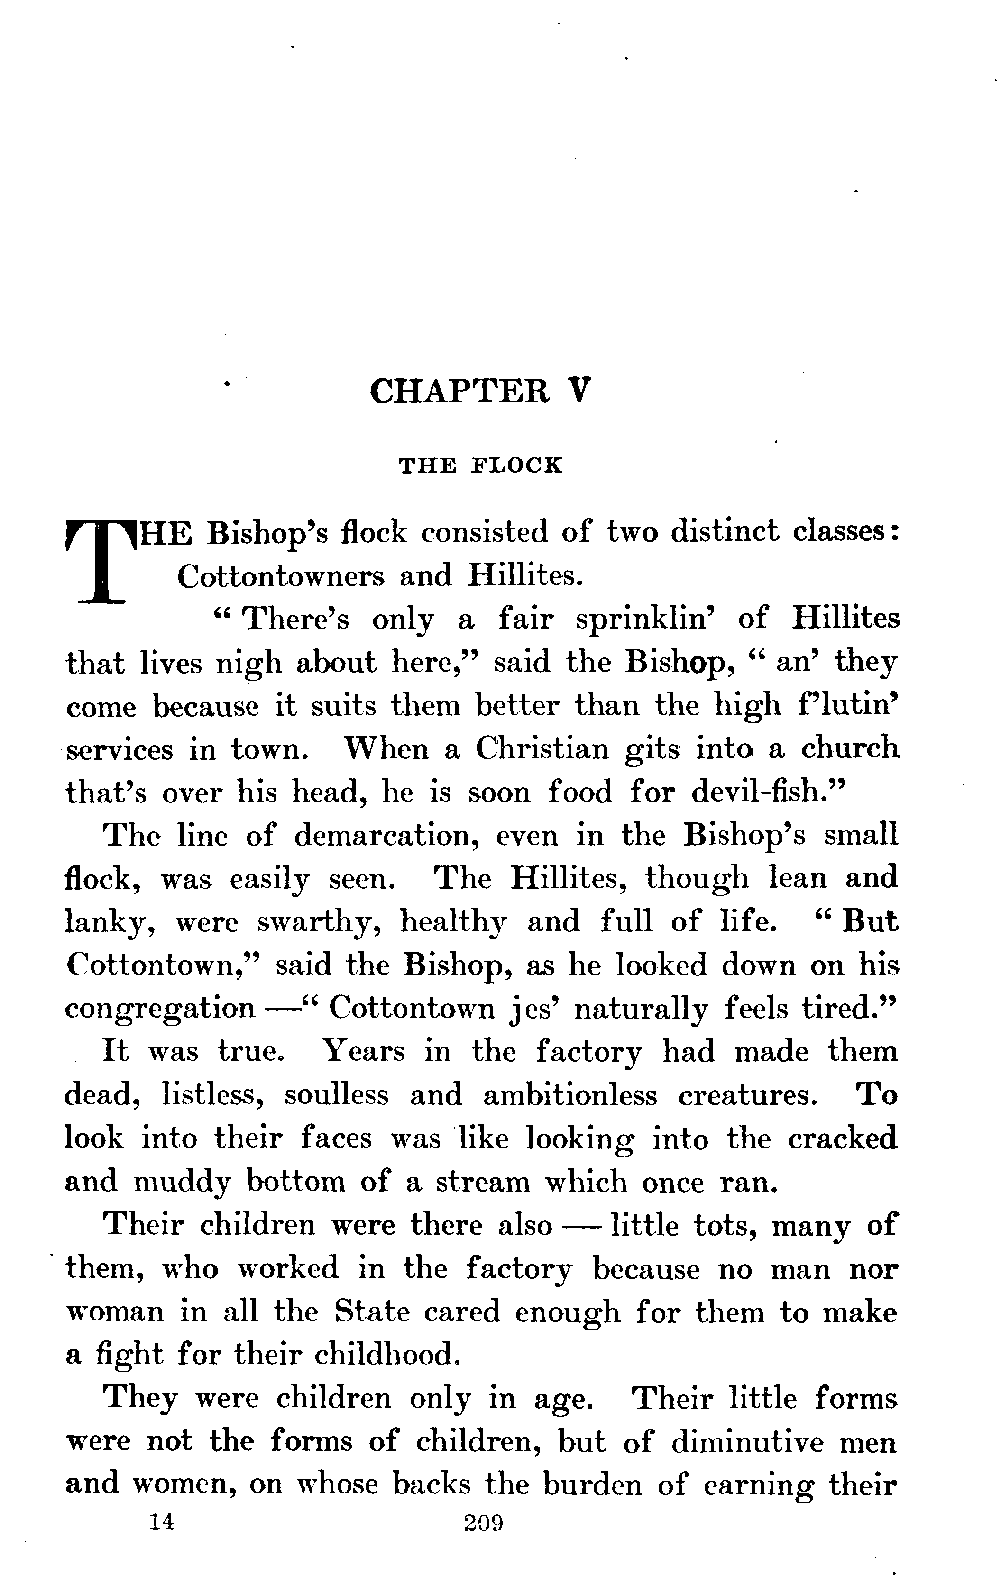 CHAPTER V
THE FLOCK
THE Bishop's flock consisted of two distinct classes:
Cottontowners and Hillites.
“ There's only a fair sprinklin' of Hillites
that lives nigh about here,” said the Bishop, “ an' they
come because it suits them better than the high f'lutin'
services in town. When a Christian gits into a church
that's over his head, he is soon food for devil-fish.”
The line of demarcation, even in the Bishop's small
flock, was easily seen. The Hillites, though lean and
lanky, were swarthy, healthy and full of life. “ But
Cottontown,” said the Bishop, as he looked down on his
congregation —“ Cottontown jes' naturally feels tired.”
It was true. Years in the factory had made them
dead, listless, soulless and ambitionless creatures. To
look into their faces was like looking into the cracked
and muddy bottom of a stream which once ran.
Their children were there also — little tots, many of
them, who worked in the factory because no man nor
woman in all the State cared enough for them to make
a fight for their childhood.
They were children only in age. Their little forms
were not the forms of children, but of diminutive men
and women, on whose backs the burden of earning their
14 209